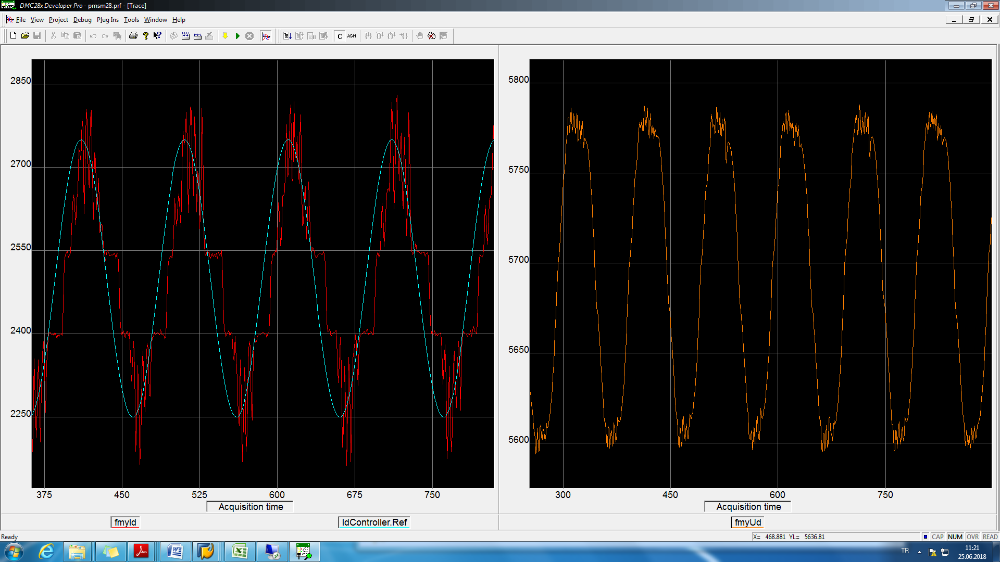 DMC28x Developer Pro - pmsm28.prf - [Trace]
File View Project Debug Plug Ins Tools Window Help
C ASM
2850
2700
2550
2400
2250
375 450 525 600 675 750
Acquisition time
fmyId IdController.Ref
5800
5750
5700
5650
5600
300 450 600 750
Acquisition time
fmyUd
Ready
X= 468.881 YL= 5636.81
CAP NUM OVR READ
TR
11:21
25.06.2018